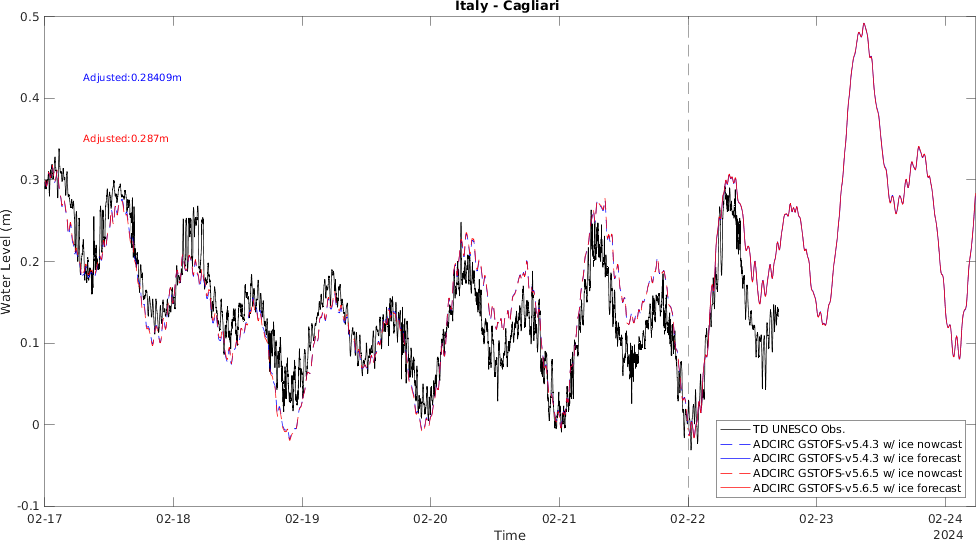 Italy - Cagliari
0.5
0.4
0.3
0.2
0.1
0
-0.1
Water Level (m)
Adjusted:0.28409m
Adjusted:0.287m
TD UNESCO Obs.
ADCIRC GSTOFS-v5.4.3 w/ ice nowcast
ADCIRC GSTOFS-v5.4.3 w/ ice forecast
ADCIRC GSTOFS-v5.6.5 w/ ice nowcast
ADCIRC GSTOFS-v5.6.5 w/ ice forecast
02-17 02-18 02-19 02-20 02-21 02-22 02-23 02-24
Time
2024